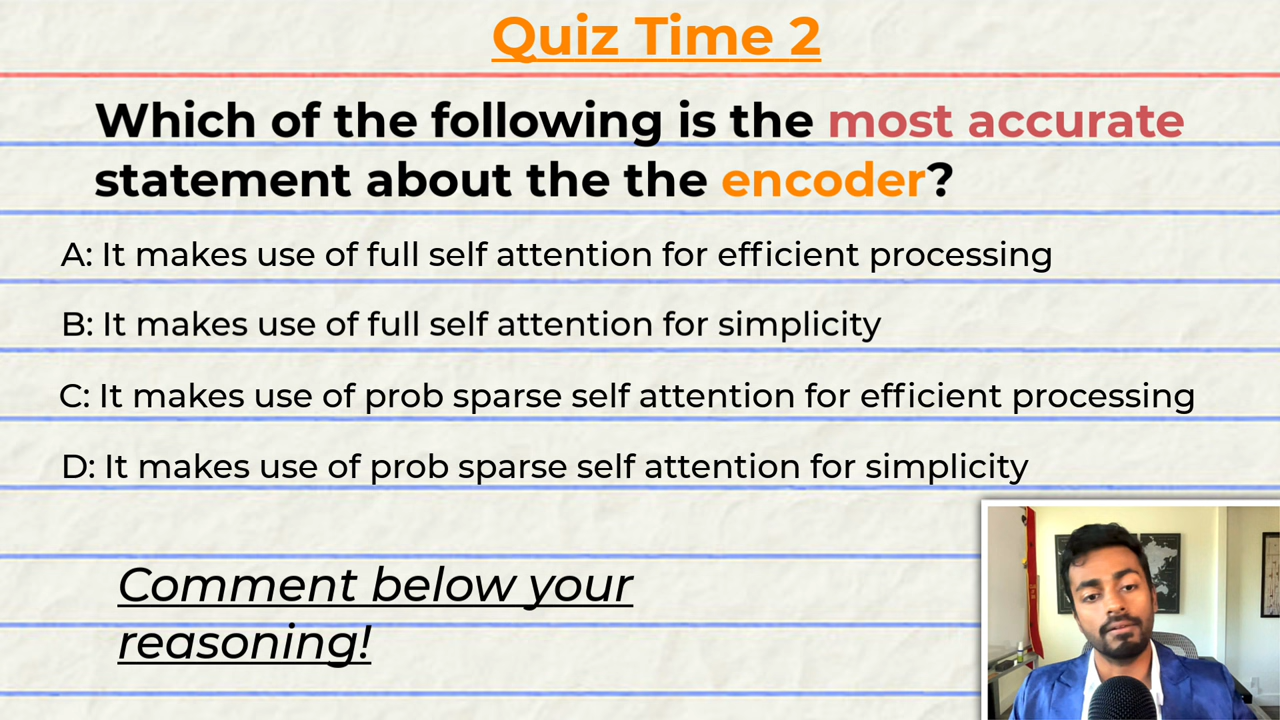 Quiz Time 2
Which of the following is the most accurate
statement about the the encoder?
A: It makes use of full self attention for efficient processing
B: It makes use of full self attention for simplicity
C: It makes use of prob sparse self attention for efficient processing
D: It makes use of prob sparse self attention for simplicity
Comment below your
reasoning!